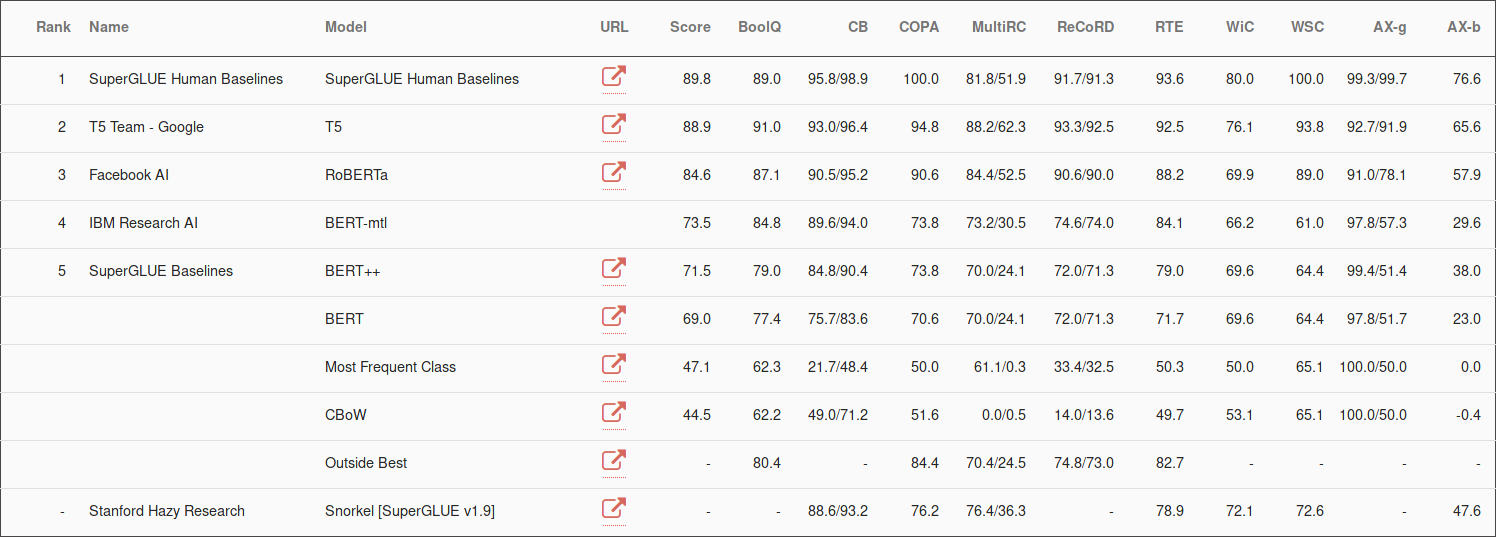 Rank Name Model URL Score BoolQ CB COPA MultiRC ReCoRD RTE WiC WSC AX-g AX-b
1 SuperGLUE Human Baselines SuperGLUE Human Baselines 89.8 89.0 95.8/98.9 100.0 81.8/51.9 91.7/91.3 93.6 80.0 100.0 99.3/99.7 76.6
2 T5 Team - Google T5 88.9 91.0 93.0/96.4 94.8 88.2/62.3 93.3/92.5 92.5 76.1 93.8 92.7/91.9 65.6
3 Facebook AI RoBERTa 84.6 87.1 90.5/95.2 90.6 84.4/52.5 90.6/90.0 88.2 69.9 89.0 91.0/78.1 57.9
4 IBM Research AI BERT-mtl 73.5 84.8 89.6/94.0 73.8 73.2/30.5 74.6/74.0 84.1 66.2 61.0 97.8/57.3 29.6
5 SuperGLUE Baselines BERT++ 71.5 79.0 84.8/90.4 73.8 70.0/24.1 72.0/71.3 79.0 69.6 64.4 99.4/51.4 38.0
BERT 69.0 77.4 75.7/83.6 70.6 70.0/24.1 72.0/71.3 71.7 69.6 64.4 97.8/51.7 23.0
Most Frequent Class 47.1 62.3 21.7/48.4 50.0 61.1/0.3 33.4/32.5 50.3 50.0 65.1 100.0/50.0 0.0
CBoW 44.5 62.2 49.0/71.2 51.6 0.0/0.5 14.0/13.6 49.7 53.1 65.1 100.0/50.0 -0.4
Outside Best - 80.4 - 84.4 70.4/24.5 74.8/73.0 82.7 - - - -
- Stanford Hazy Research Snorkel [SuperGLUE v1.9] - - 88.6/93.2 76.2 76.4/36.3 - 78.9 72.1 72.6 - 47.6